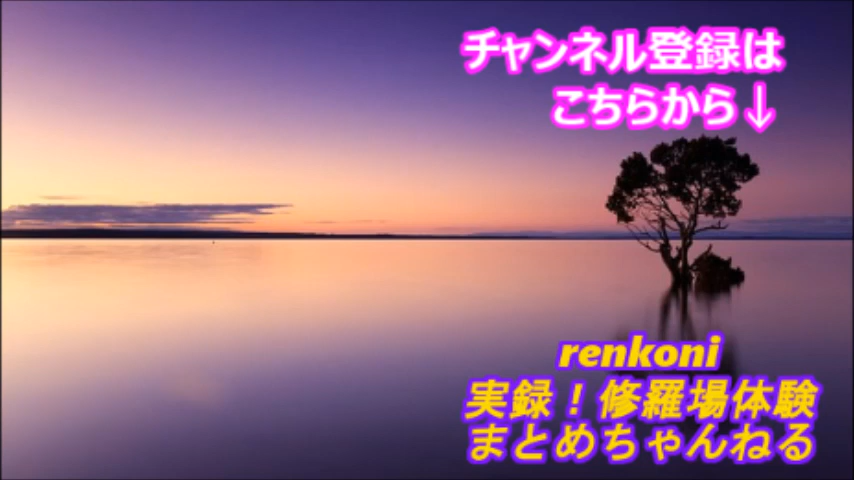 チャンネル登録は
こちらから↓
renkoni
実録！修羅場体験
まとめちゃんねる